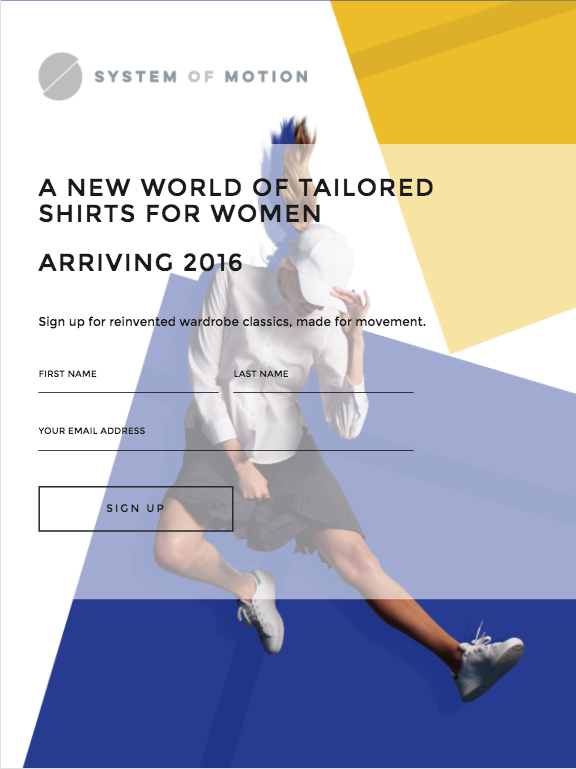 SYSTEM OF MOTION
A NEW WORLD OF TAILORED
SHIRTS FOR WOMEN
ARRIVING 2016
Sign up for reinvented wardrobe classics, made for movement.
FIRST NAME LAST NAME
YOUR EMAIL ADDRESS
SIGN UP